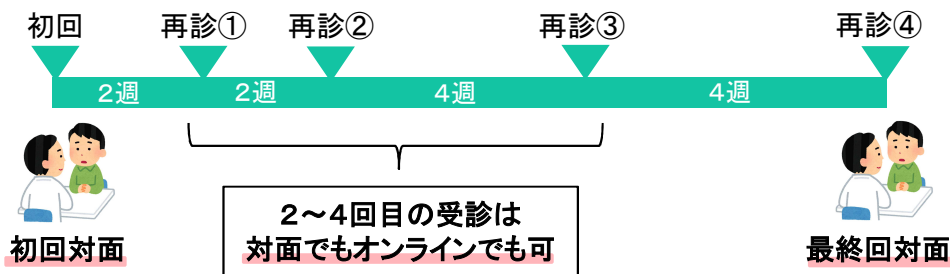 初回 再診① 再診② 再診③ 再診④
2週 2週 4週 4週
2～4回目の受診は
対面でもオンラインでも可
初回対面 最終回対面